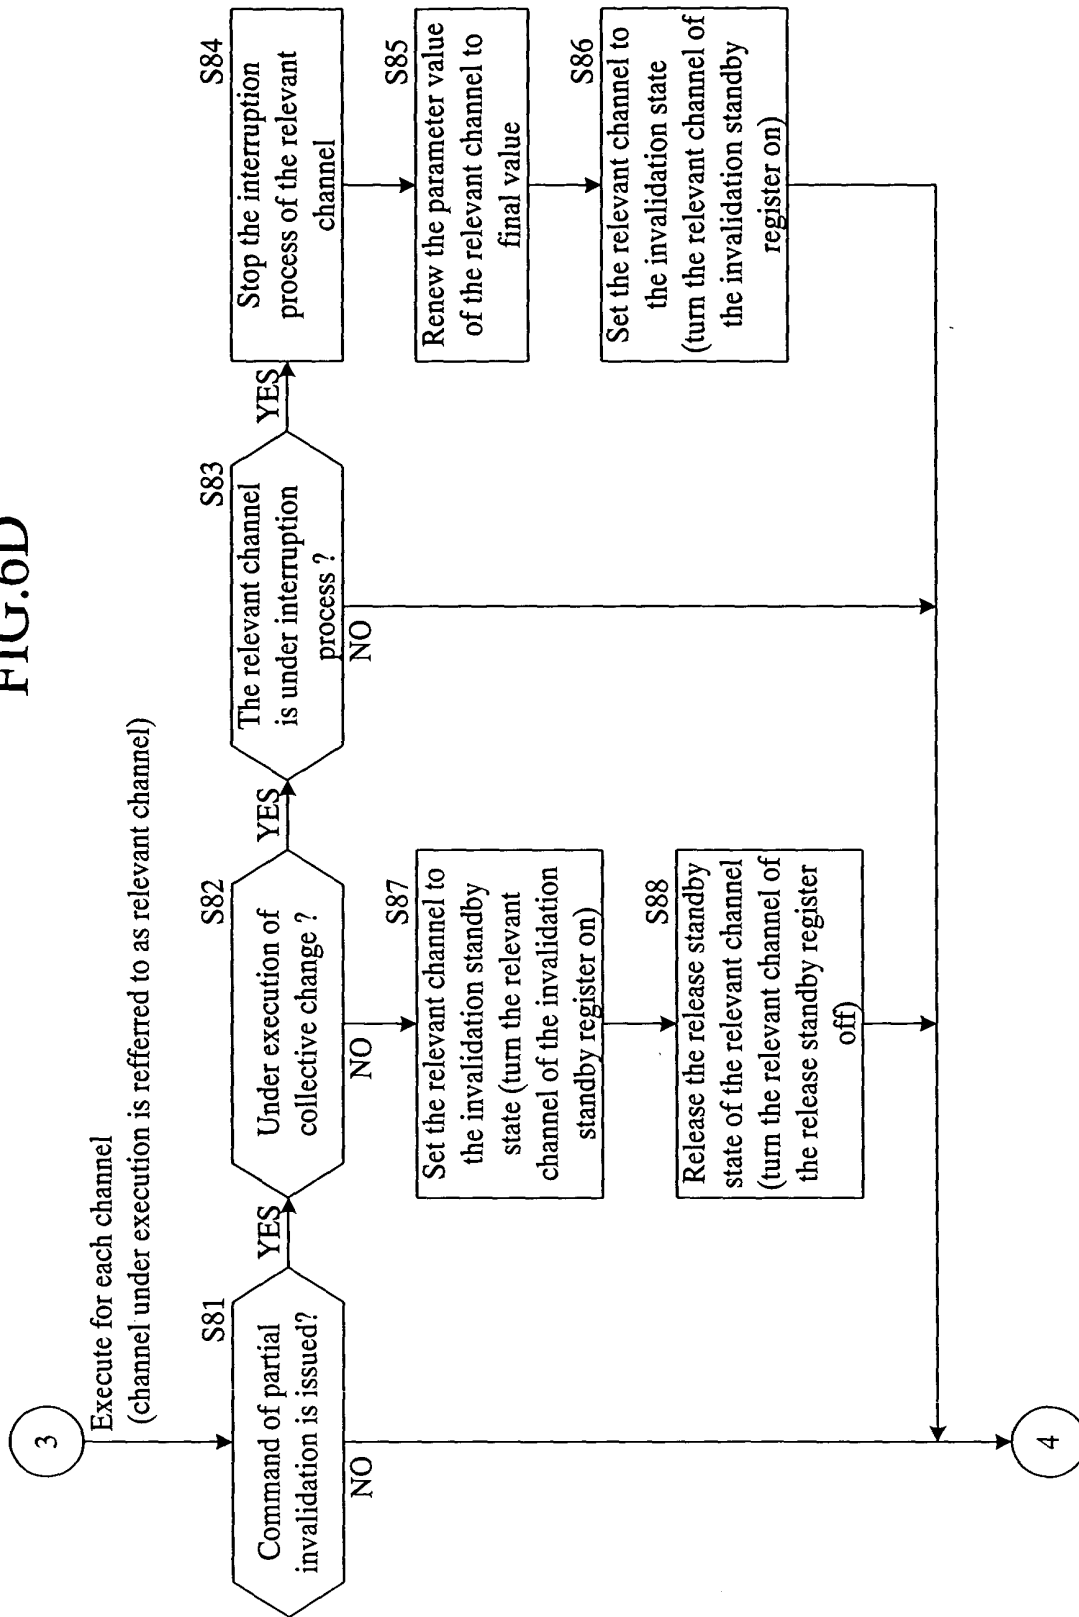 FIG.6D
3
Execute for each channel
(channel under execution is reffered to as relevant channel)
S81
Command of partial
invalidation is issued?
YES
NO
S82
Under execution of
collective change ?
YES
NO
S83
The relevant channel
is under interruption
process ?
YES
NO
S84
Stop the interruption
process of the relevant
channel
S85
Renew the parameter value
of the relevant channel to
final value
S86
Set the relevant channel to
the invalidation state
(turn the relevant channel of
the invalidation standby
register on)
S87
Set the relevant channel to
the invalidation standby
state (turn the relevant
channel of the invalidation
standby register on)
S88
Release the release standby
state of the relevant channel
(turn the relevant channel of
the release standby register
off)
4